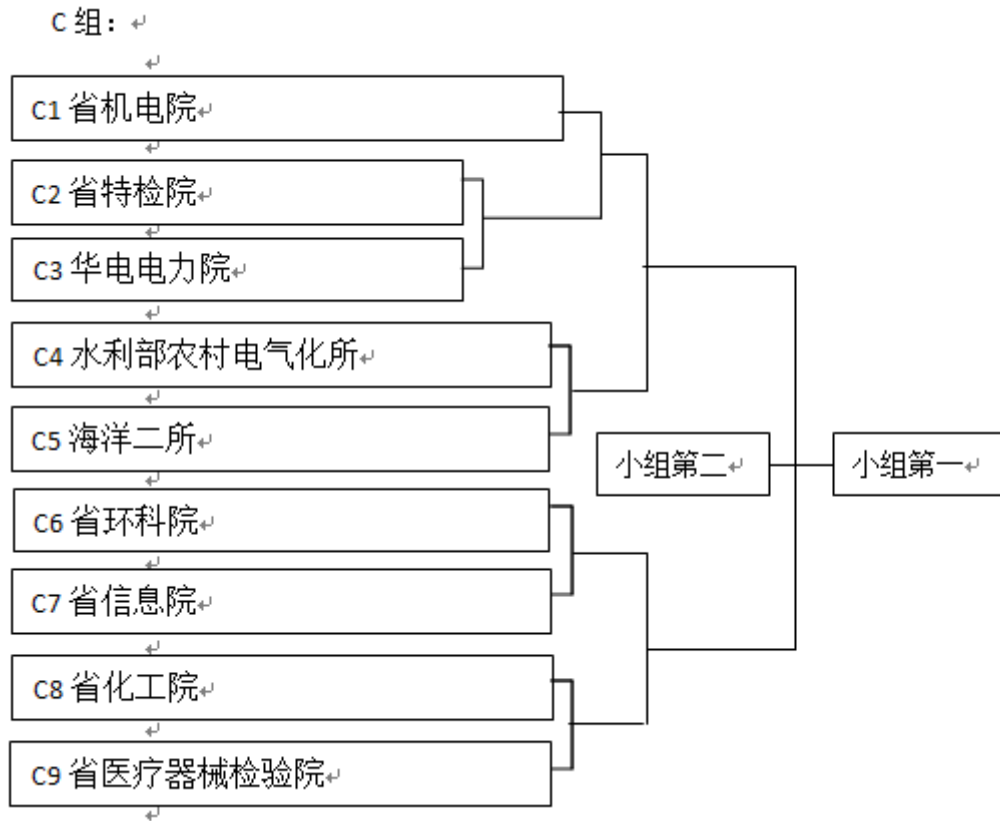 C 组：
C1 省机电院
C2 省特检院
C3 华电电力院
C4 水利部农村电气化所
C5 海洋二所
小组第二
小组第一
C6 省环科院
C7 省信息院
C8 省化工院
C9 省医疗器械检验院